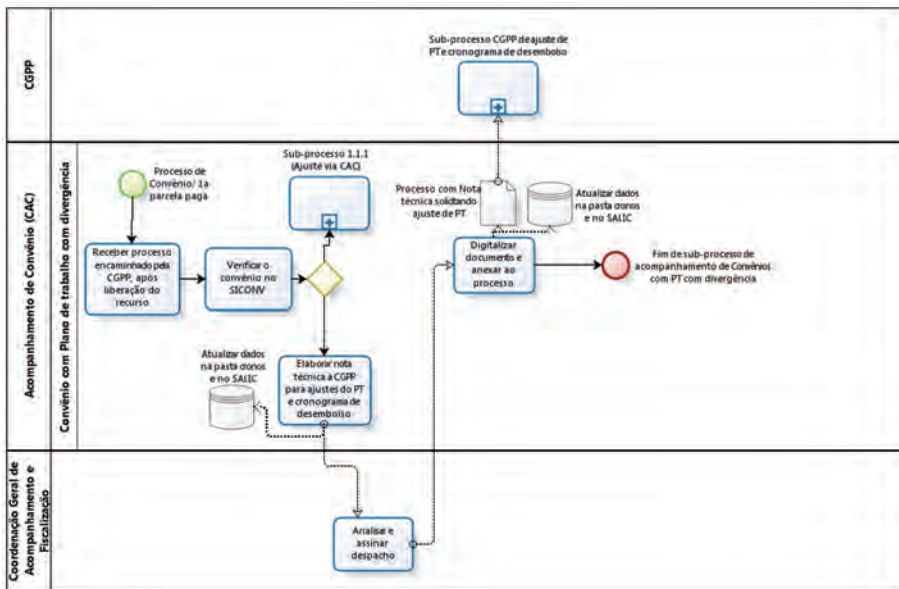 CGPP
Sub-processo CGPP de ajuste de
PT e cronograma de desembolso
Acompanhamento de Convênio (CAC)
Convênio com Plano de trabalho com divergência
Processo de
Convênio/ 1a
parcela paga
Receber processo
encaminhado pela
CGPP, após
liberação do
recurso
Verificar o
convênio no
SICONV
Sub-processo 1.1.1
(Ajuste via CAC)
Atualizar dados
na pasta cronos
e no SALIC
Elaborar nota
técnica à CGPP
para ajustes do PT
e cronograma de
desembolso
Processo com Nota
técnica solicitando
ajuste de PT
Atualizar dados
na pasta cronos
e no SALIC
Digitalizar
documento e
anexar ao
processo
Fim de sub-processo de
acompanhamento de Convênios
com PT com divergência
Coordenação Geral de
Acompanhamento e
Fiscalização
Analisar e
assinar
despacho